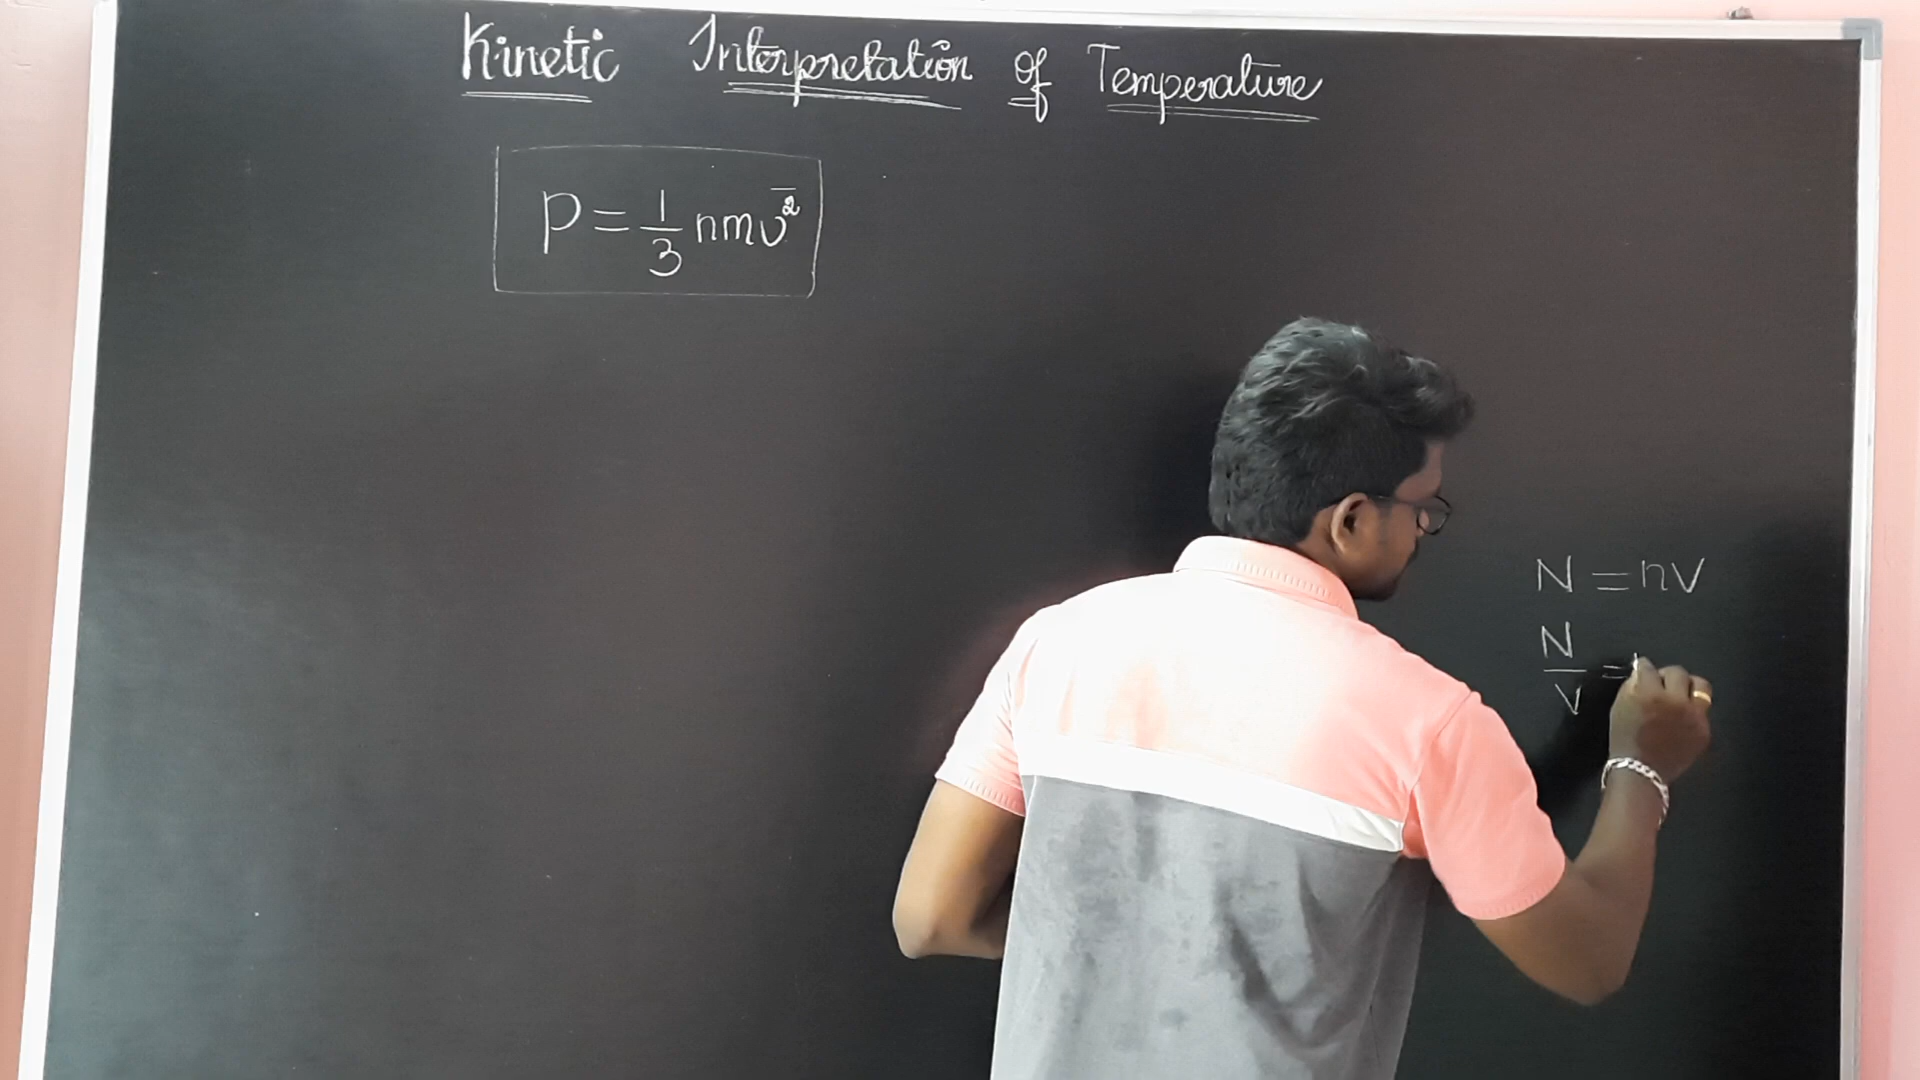 Kinetic Interpretation of Temperature
P = 1/3 nmv̅²
N = nV
N/V =